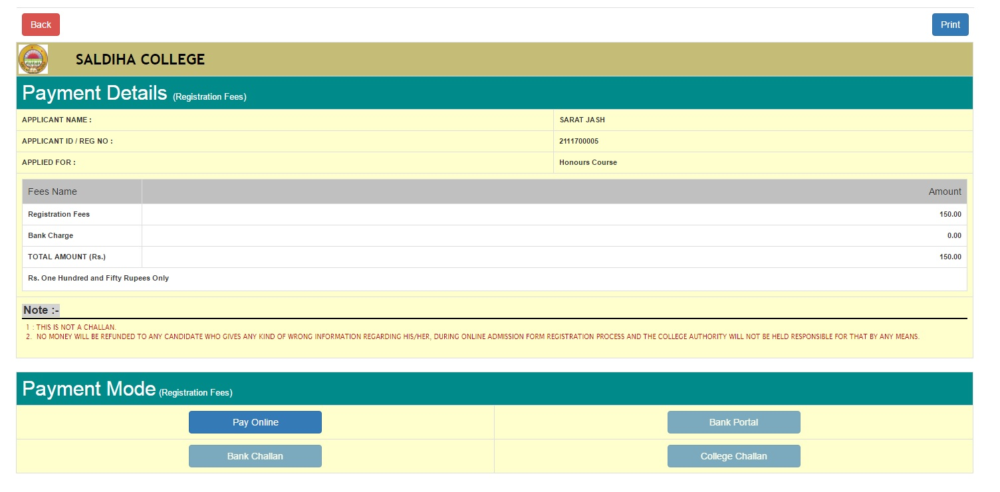 Back
Print
SALDIHA COLLEGE
Payment Details (Registration Fees)
APPLICANT NAME : SARAT JASH
APPLICANT ID / REG NO : 2111700005
APPLIED FOR : Honours Course
Fees Name Amount
Registration Fees 150.00
Bank Charge 0.00
TOTAL AMOUNT (Rs.) 150.00
Rs. One Hundred and Fifty Rupees Only
Note :-
1 : THIS IS NOT A CHALLAN.
2. NO MONEY WILL BE REFUNDED TO ANY CANDIDATE WHO GIVES ANY KIND OF WRONG INFORMATION REGARDING HIS/HER, DURING ONLINE ADMISSION FORM REGISTRATION PROCESS AND THE COLLEGE AUTHORITY WILL NOT BE HELD RESPONSIBLE FOR THAT BY ANY MEANS.
Payment Mode (Registration Fees)
Pay Online Bank Portal
Bank Challan College Challan